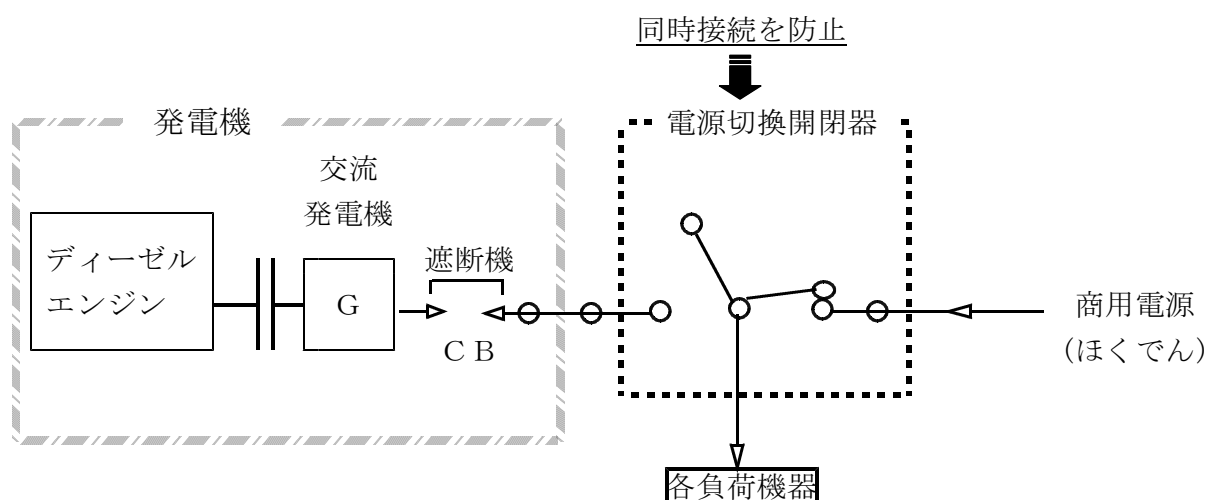 同時接続を防止
発電機
電源切換開閉器
交流
発電機
ディーゼル
エンジン
G
遮断機
ＣＢ
商用電源
（ほくでん）
各負荷機器